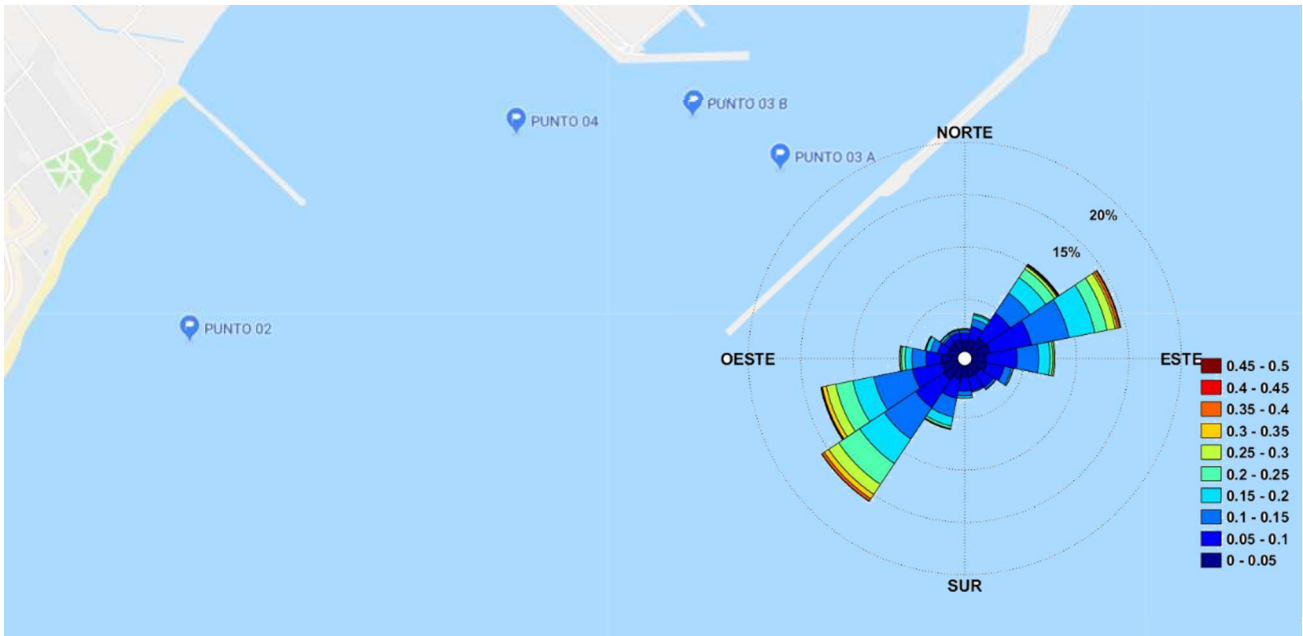 PUNTO 03 B
PUNTO 04
NORTE
PUNTO 03 A
20%
15%
PUNTO 02
OESTE
ESTE
0.45 - 0.5
0.4 - 0.45
0.35 - 0.4
0.3 - 0.35
0.25 - 0.3
0.2 - 0.25
0.15 - 0.2
0.1 - 0.15
0.05 - 0.1
0 - 0.05
SUR